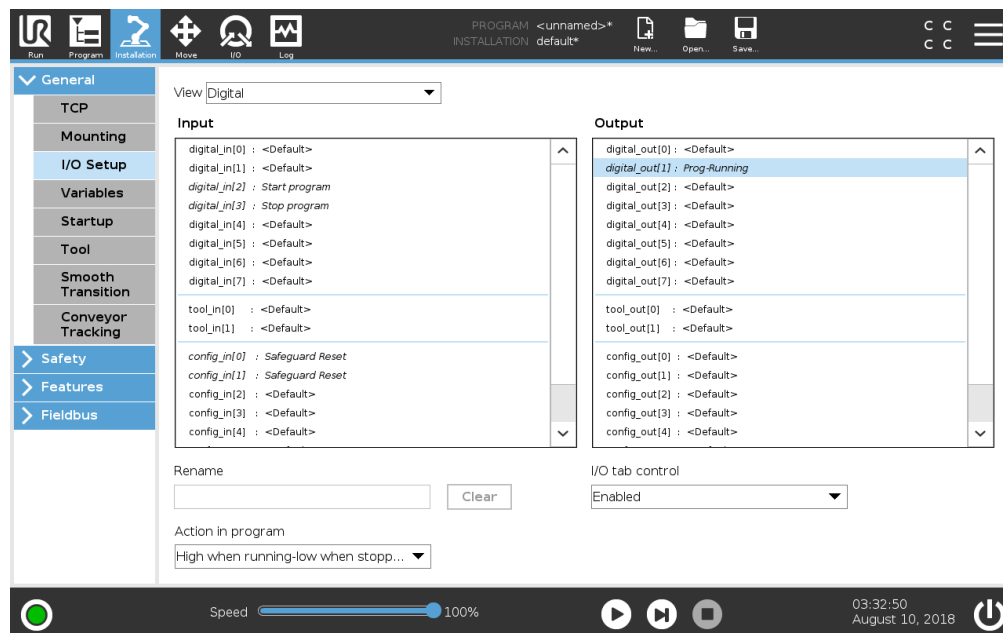 UR
Run
Program
Installation
Move
I/O
Log
PROGRAM <unnamed>*
INSTALLATION default*
New...
Open...
Save...
C C
C C
General
TCP
Mounting
I/O Setup
Variables
Startup
Tool
Smooth
Transition
Conveyor
Tracking
Safety
Features
Fieldbus
View Digital
Input
digital_in[0] : <Default>
digital_in[1] : <Default>
digital_in[2] : Start program
digital_in[3] : Stop program
digital_in[4] : <Default>
digital_in[5] : <Default>
digital_in[6] : <Default>
digital_in[7] : <Default>
tool_in[0] : <Default>
tool_in[1] : <Default>
config_in[0] : Safeguard Reset
config_in[1] : Safeguard Reset
config_in[2] : <Default>
config_in[3] : <Default>
config_in[4] : <Default>
Output
digital_out[0] : <Default>
digital_out[1] : Prog-Running
digital_out[2] : <Default>
digital_out[3] : <Default>
digital_out[4] : <Default>
digital_out[5] : <Default>
digital_out[6] : <Default>
digital_out[7] : <Default>
tool_out[0] : <Default>
tool_out[1] : <Default>
config_out[0] : <Default>
config_out[1] : <Default>
config_out[2] : <Default>
config_out[3] : <Default>
config_out[4] : <Default>
Rename
Clear
I/O tab control
Enabled
Action in program
High when running-low when stopp...
Speed 100%
03:32:50
August 10, 2018